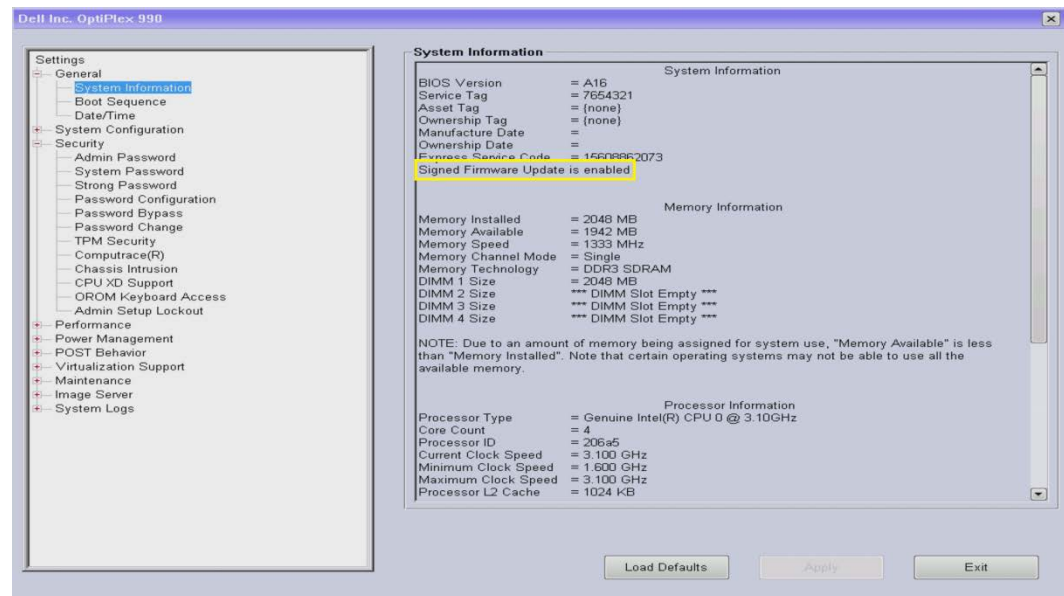 Dell Inc. OptiPlex 990
Settings
General
System Information
Boot Sequence
Date/Time
System Configuration
Security
Admin Password
System Password
Strong Password
Password Configuration
Password Bypass
Password Change
TPM Security
Computrace(R)
Chassis Intrusion
CPU XD Support
OROM Keyboard Access
Admin Setup Lockout
Performance
Power Management
POST Behavior
Virtualization Support
Maintenance
Image Server
System Logs
System Information
System Information
BIOS Version = A16
Service Tag = 7654321
Asset Tag = {none}
Ownership Tag = {none}
Manufacture Date =
Ownership Date =
Express Service Code = 15608862073
Signed Firmware Update is enabled
Memory Information
Memory Installed = 2048 MB
Memory Available = 1942 MB
Memory Speed = 1333 MHz
Memory Channel Mode = Single
Memory Technology = DDR3 SDRAM
DIMM 1 Size = 2048 MB
DIMM 2 Size *** DIMM Slot Empty ***
DIMM 3 Size *** DIMM Slot Empty ***
DIMM 4 Size *** DIMM Slot Empty ***
NOTE: Due to an amount of memory being assigned for system use, "Memory Available" is less
than "Memory Installed". Note that certain operating systems may not be able to use all the
available memory.
Processor Information
Processor Type = Genuine Intel(R) CPU 0 @ 3.10GHz
Core Count = 4
Processor ID = 206a5
Current Clock Speed = 3.100 GHz
Minimum Clock Speed = 1.600 GHz
Maximum Clock Speed = 3.100 GHz
Processor L2 Cache = 1024 KB
Load Defaults
Apply
Exit